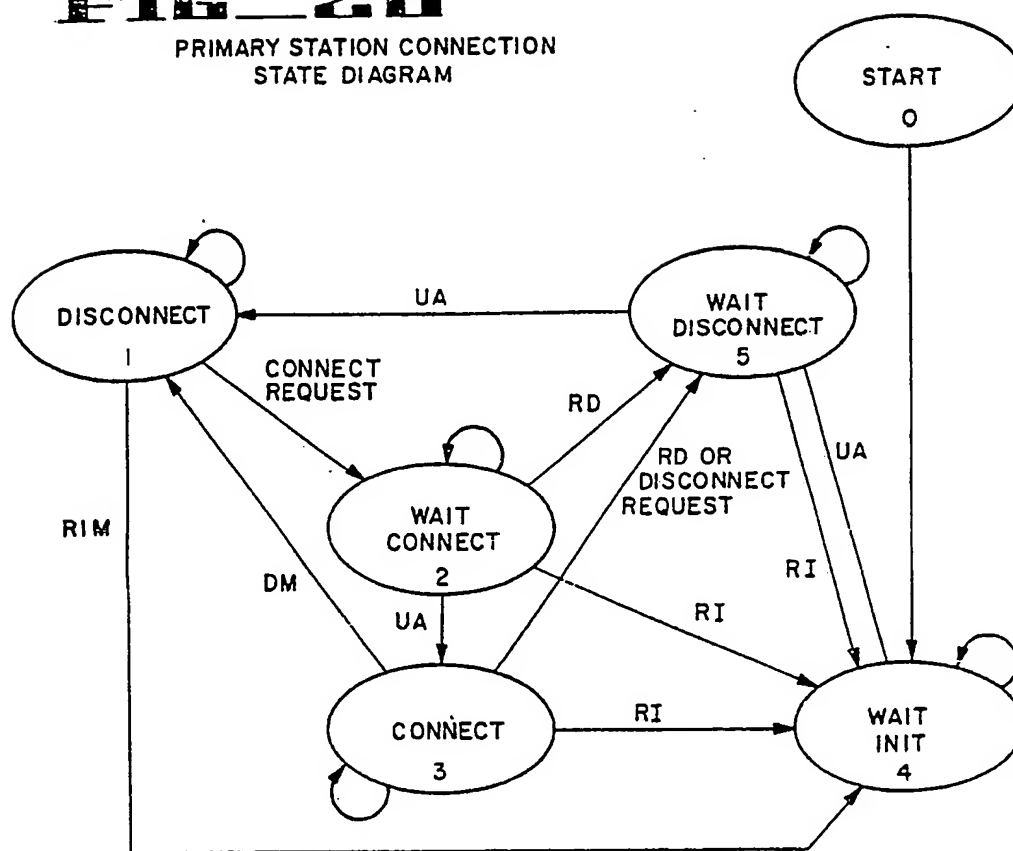 PRIMARY STATION CONNECTION
STATE DIAGRAM
START
0
DISCONNECT
1
UA
WAIT
DISCONNECT
5
CONNECT
REQUEST
RD
RD OR
DISCONNECT
REQUEST
UA
RIM
WAIT
CONNECT
2
DM
UA
RI
RI
CONNECT
3
RI
WAIT
INIT
4